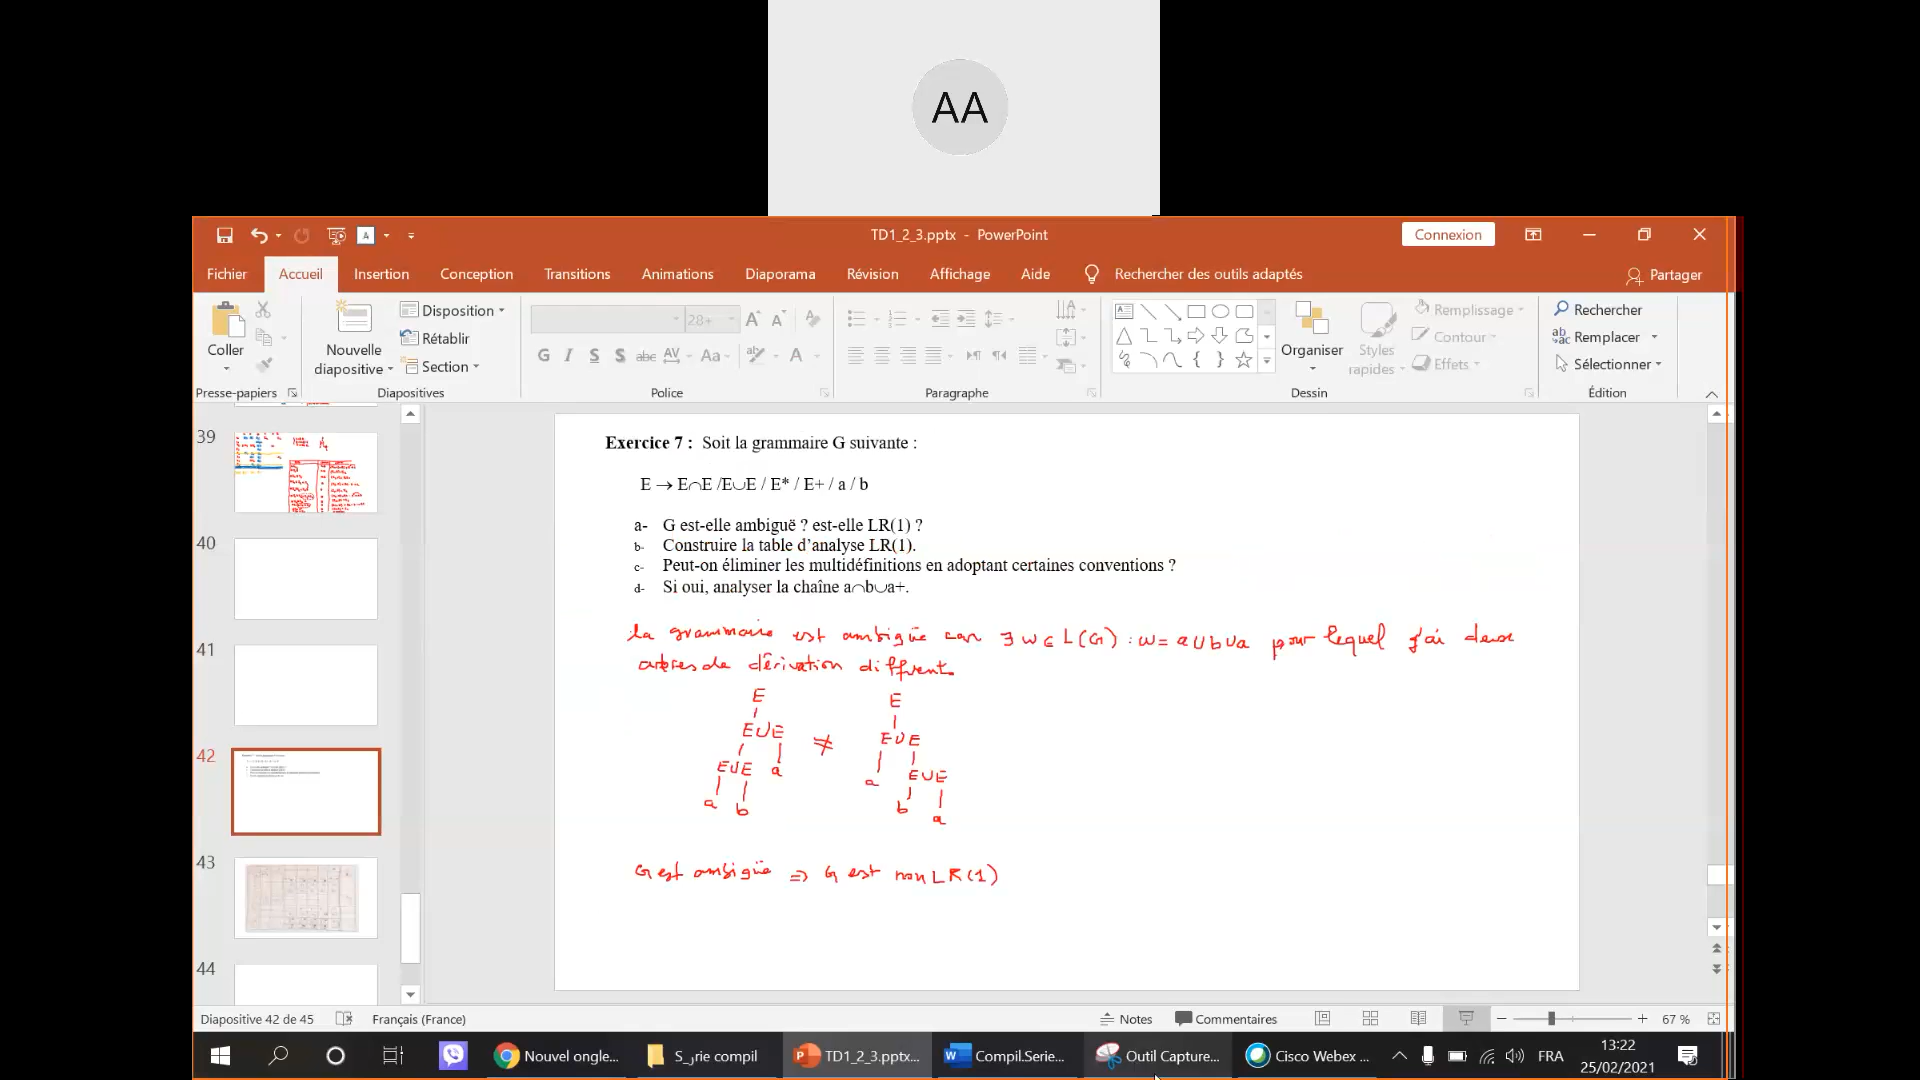 AA
TD1_2_3.pptx - PowerPoint
Connexion
Fichier Accueil Insertion Conception Transitions Animations Diaporama Révision Affichage Aide Rechercher des outils adaptés Partager
Coller
Nouvelle diapositive
Disposition
Rétablir
Section
28+
G I S S abc AV Aa A
Organiser
Styles rapides
Remplissage
Contour
Effets
Rechercher
Remplacer
Sélectionner
Presse-papiers Diapositives Police Paragraphe Dessin Édition
39
40
41
42
43
44
Exercice 7 : Soit la grammaire G suivante :
E → E∩E /E∪E / E* / E+ / a / b
a- G est-elle ambiguë ? est-elle LR(1) ?
b- Construire la table d'analyse LR(1).
c- Peut-on éliminer les multidéfinitions en adoptant certaines conventions ?
d- Si oui, analyser la chaîne a∩b∪a+.
la grammaire est ambigüe car ∃ w ∈ L(G) : w = a ∪ b ∪ a pour lequel j'ai deux
arbres de dérivation different.
E E
E∪E ≠ E∪E
E∪E a a E∪E
a b b a
G est ambigüe => G est non LR(1)
Diapositive 42 de 45 Français (France) Notes Commentaires 67 %
Nouvel ongle... S_رie compil TD1_2_3.pptx... Compil.Serie... Outil Capture... Cisco Webex ... FRA 13:22
25/02/2021